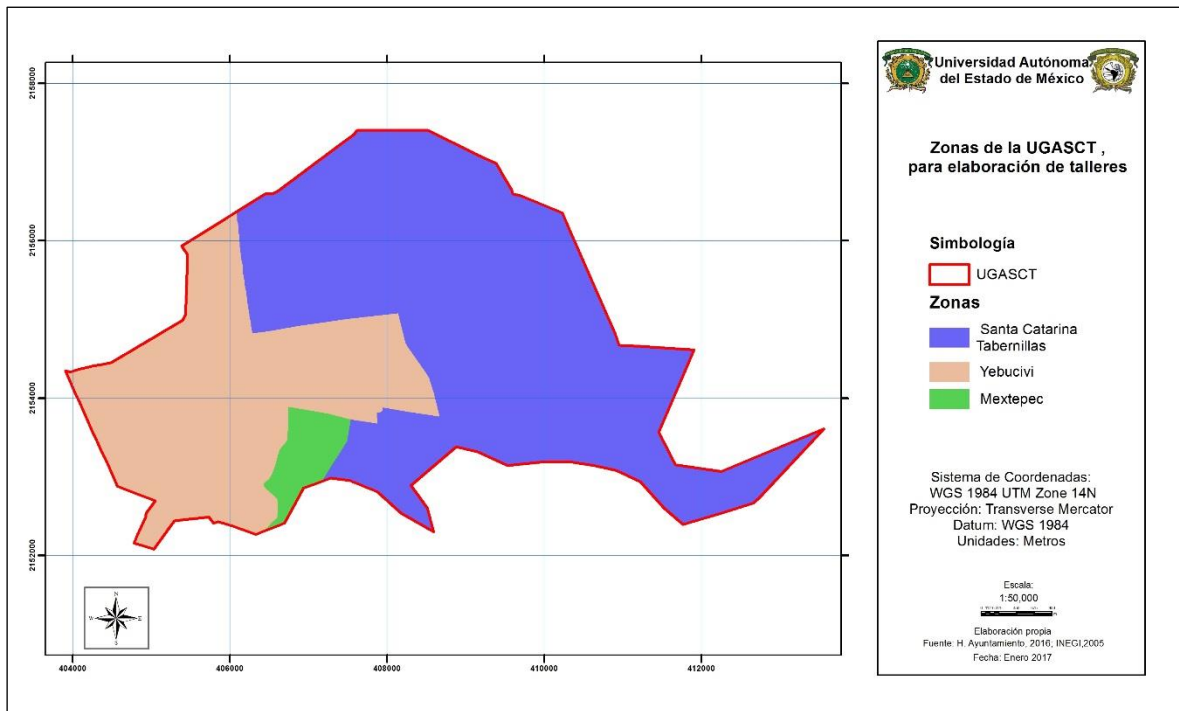 Universidad Autónoma
del Estado de México
Zonas de la UGASCT ,
para elaboración de talleres
Simbología
UGASCT
Zonas
Santa Catarina
Tabernillas
Yebucivi
Mextepec
Sistema de Coordenadas:
WGS 1984 UTM Zone 14N
Proyección: Transverse Mercator
Datum: WGS 1984
Unidades: Metros
Escala:
1:50,000
Elaboración propia
Fuente: H, Ayuntamiento, 2016; INEGI,2005
Fecha: Enero 2017
2158000
2156000
2154000
2152000
404000
406000
408000
410000
412000
N
W
E
S